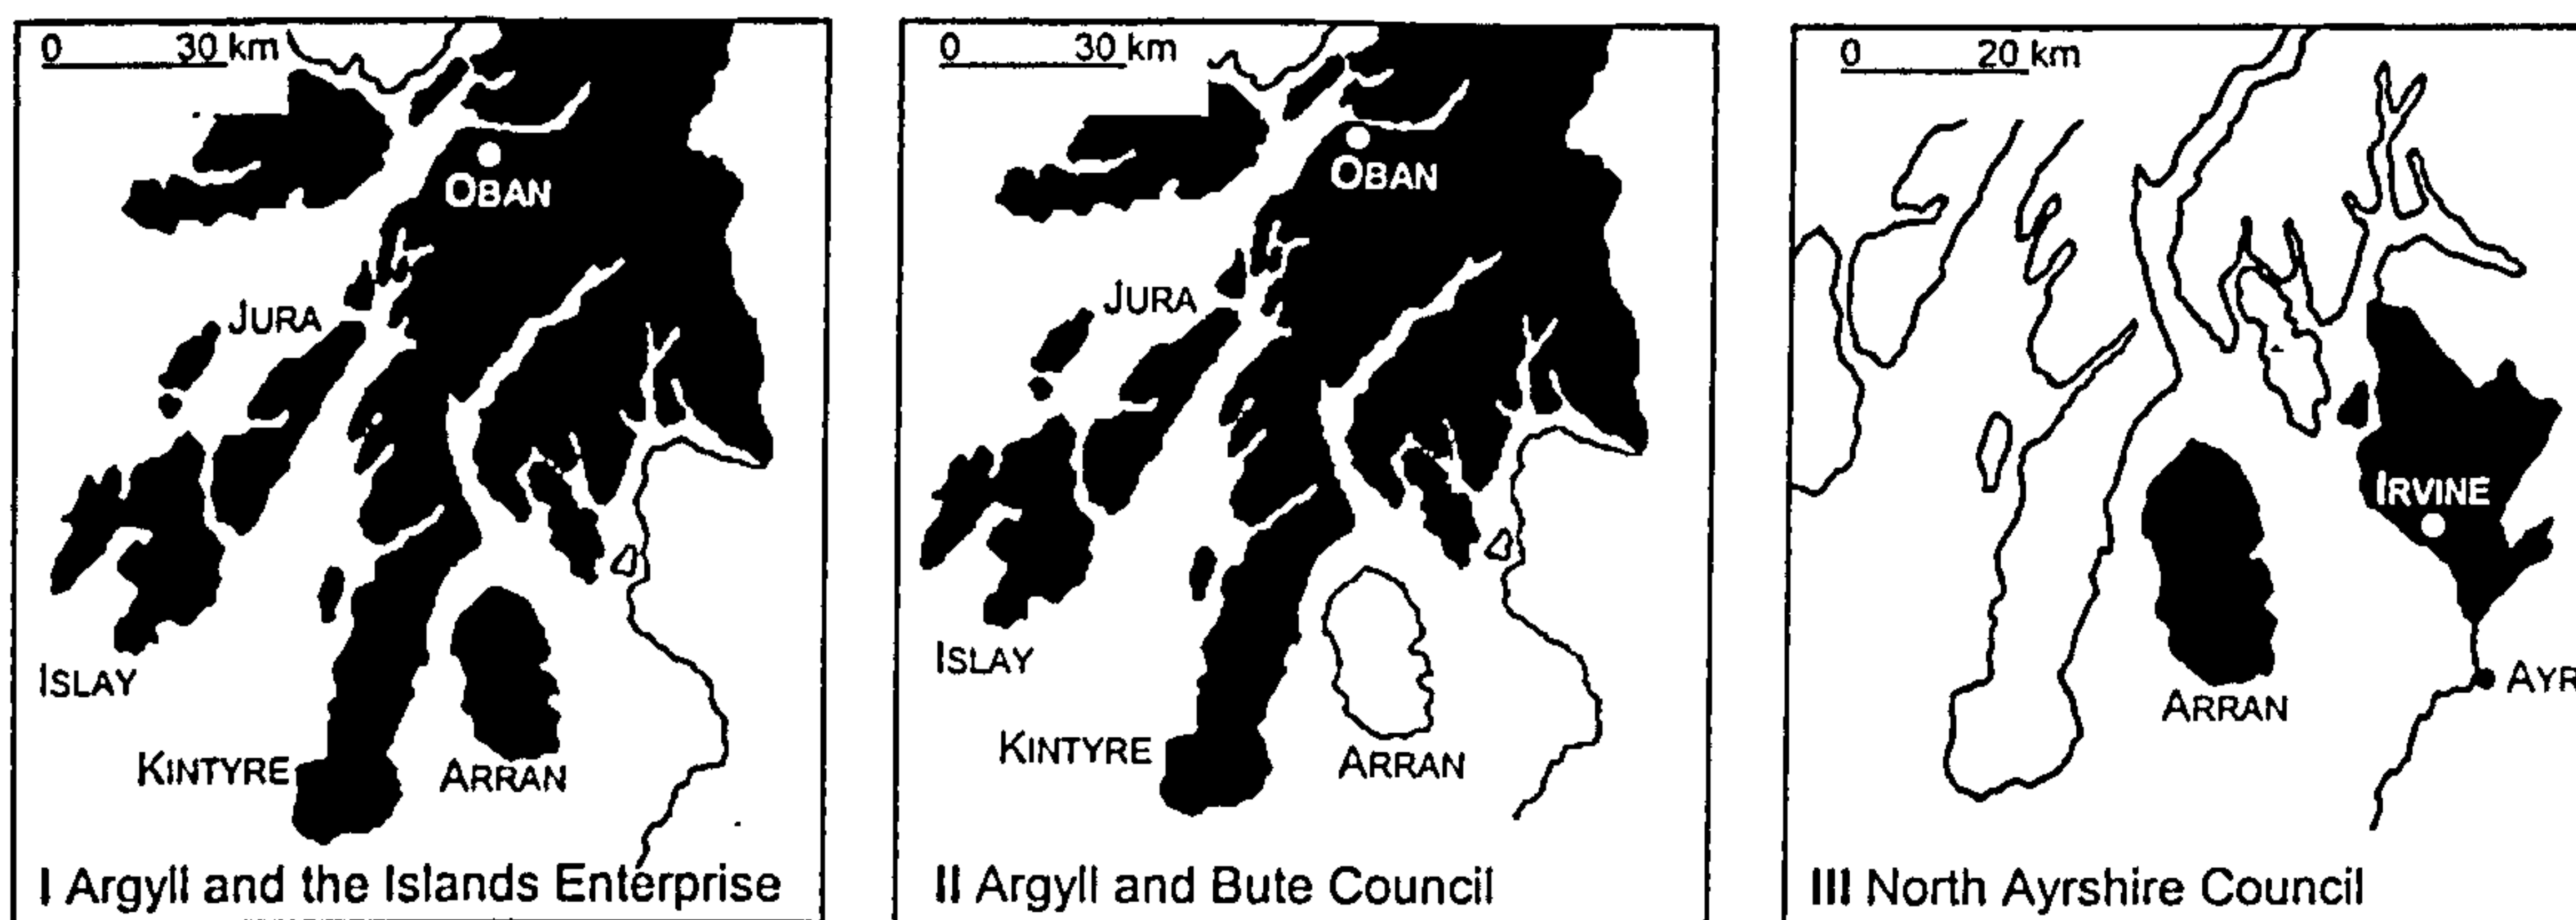 0 30 km
OBAN
JURA
ISLAY
KINTYRE
ARRAN
I Argyll and the Islands Enterprise
0 30 km
OBAN
JURA
ISLAY
KINTYRE
ARRAN
II Argyll and Bute Council
0 20 km
IRVINE
AYR
ARRAN
III North Ayrshire Council